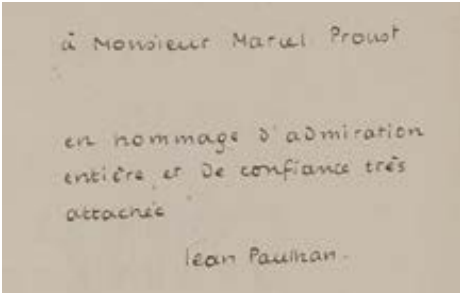 à Monsieur Marcel Proust
en hommage d'admiration
entière et de confiance très
attachée
Jean Paulhan.